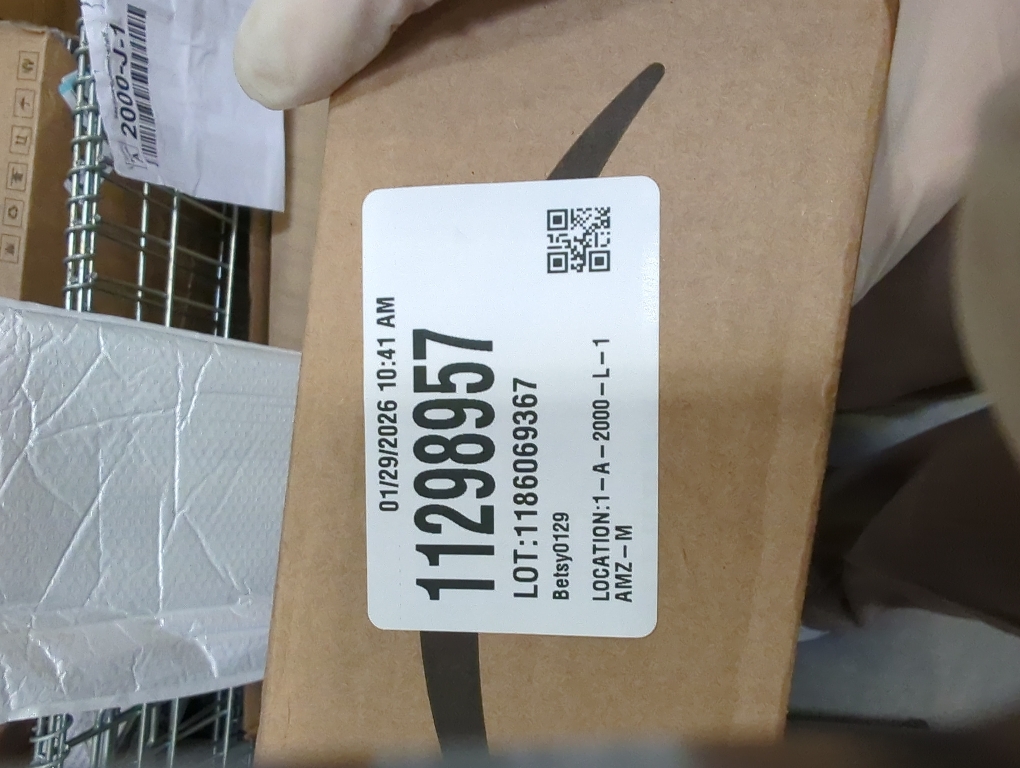 01/29/2026 10:41 AM
11298957
LOT:1186069367
Betsy0129
LOCATION:1-A-2000-L-1
AMZ-M
2000-J-1